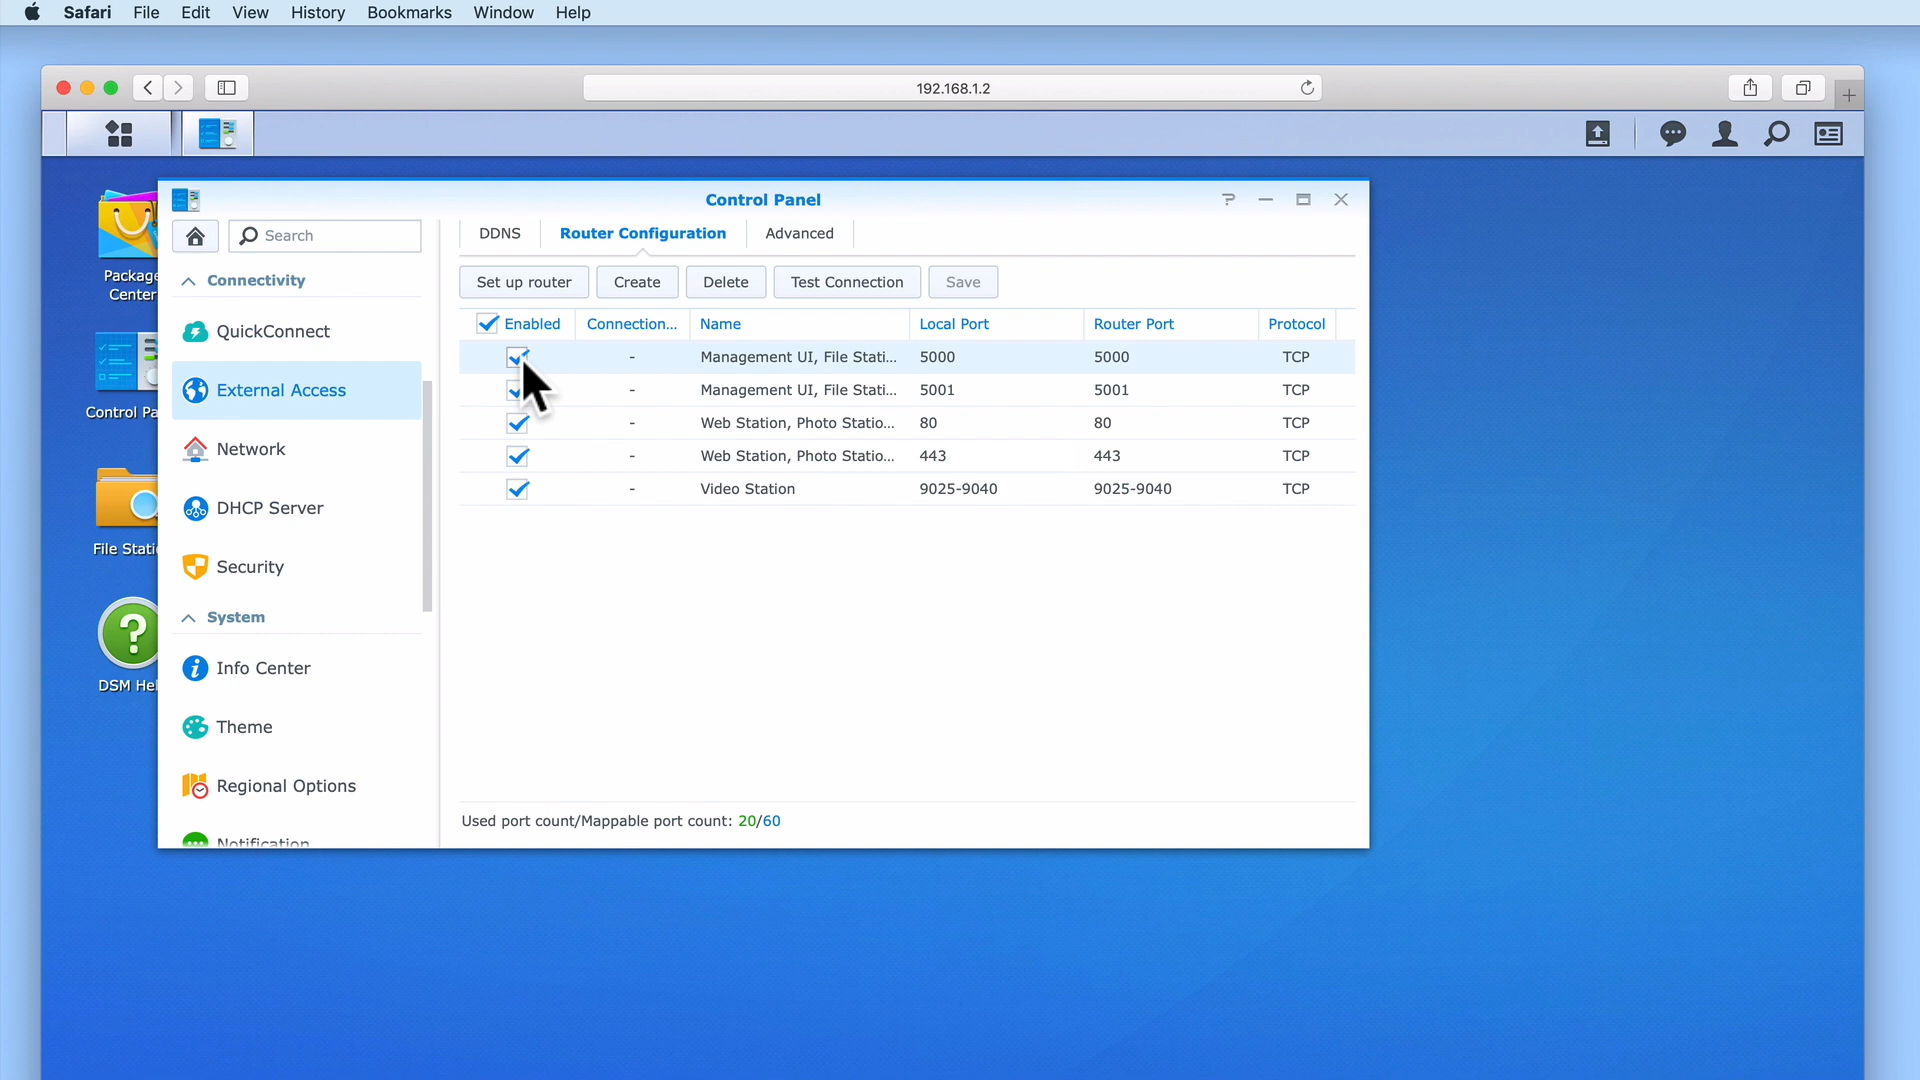 Safari File Edit View History Bookmarks Window Help
192.168.1.2
Package
Center
Control Pa
File Stati
DSM Hel
Control Panel
Search
Connectivity
QuickConnect
External Access
Network
DHCP Server
Security
System
Info Center
Theme
Regional Options
Notification
DDNS Router Configuration Advanced
Set up router Create Delete Test Connection Save
Enabled Connection... Name Local Port Router Port Protocol
- Management UI, File Stati... 5000 5000 TCP
- Management UI, File Stati... 5001 5001 TCP
- Web Station, Photo Statio... 80 80 TCP
- Web Station, Photo Statio... 443 443 TCP
- Video Station 9025-9040 9025-9040 TCP
Used port count/Mappable port count: 20/60